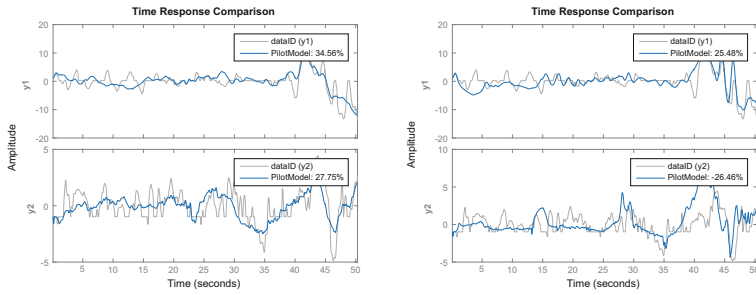 Time Response Comparison
20
10
0
-10
-20
y1
dataID (y1)
PilotModel: 34.56%
Amplitude
5
0
-5
y2
dataID (y2)
PilotModel: 27.75%
5 10 15 20 25 30 35 40 45 50
Time (seconds)
Time Response Comparison
20
10
0
-10
-20
y1
dataID (y1)
PilotModel: 25.48%
Amplitude
10
5
0
-5
y2
dataID (y2)
PilotModel: -26.46%
5 10 15 20 25 30 35 40 45 50
Time (seconds)